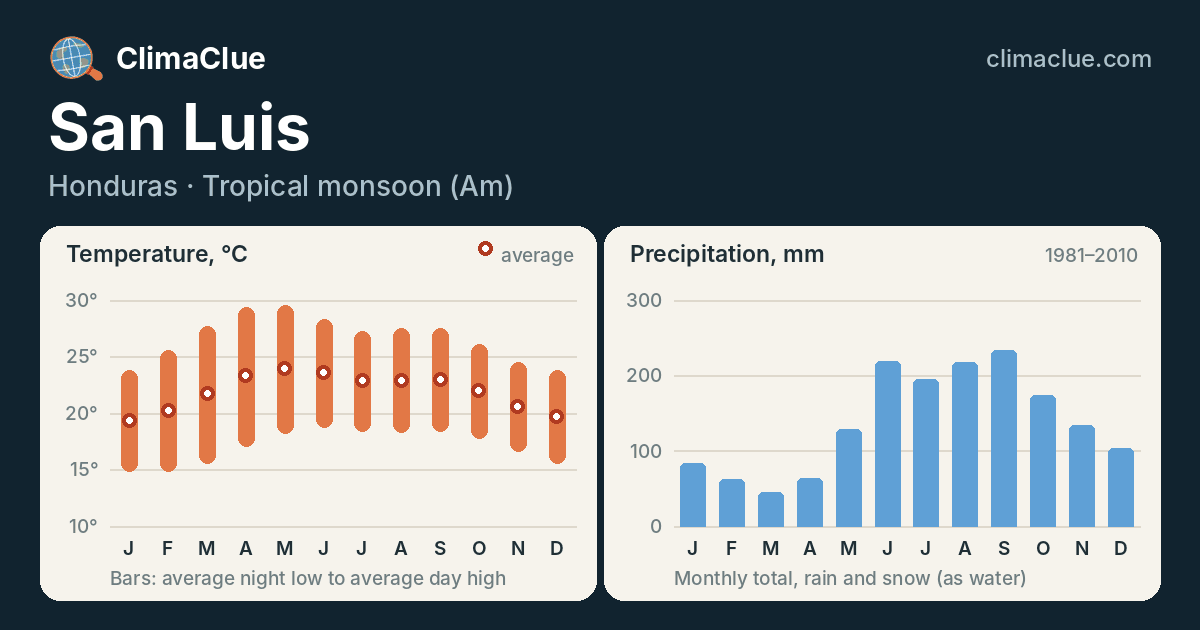 ClimaClue
climaclue.com
San Luis
Honduras · Tropical monsoon (Am)
Temperature, °C
average
30°
25°
20°
15°
10°
J F M A M J J A S O N D
Bars: average night low to average day high
Precipitation, mm
1981–2010
300
200
100
0
J F M A M J J A S O N D
Monthly total, rain and snow (as water)